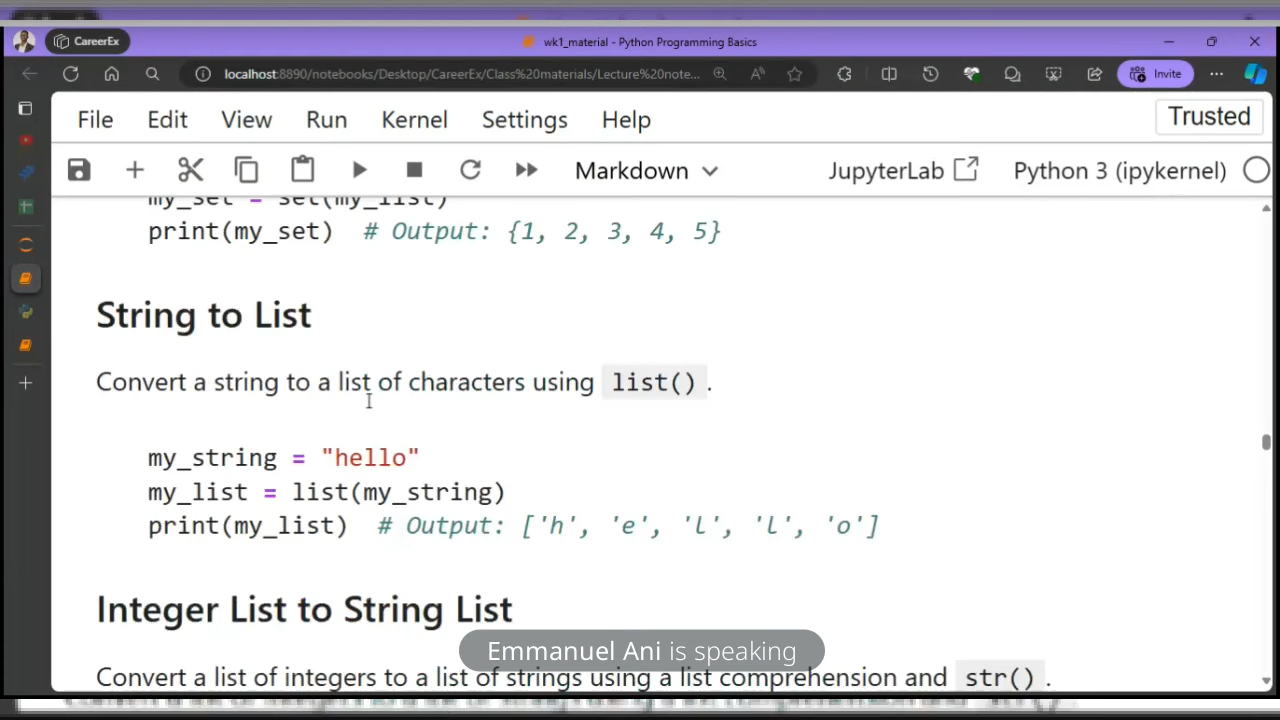 CareerEx
wk1_material - Python Programming Basics
localhost:8890/notebooks/Desktop/CareerEx/Class%20materials/Lecture%20note...
Invite
File Edit View Run Kernel Settings Help
Trusted
Markdown
JupyterLab
Python 3 (ipykernel)
my_set = set(my_list)
print(my_set)  # Output: {1, 2, 3, 4, 5}
String to List
Convert a string to a list of characters using list().
my_string = "hello"
my_list = list(my_string)
print(my_list)  # Output: ['h', 'e', 'l', 'l', 'o']
Integer List to String List
Emmanuel Ani is speaking
Convert a list of integers to a list of strings using a list comprehension and str().